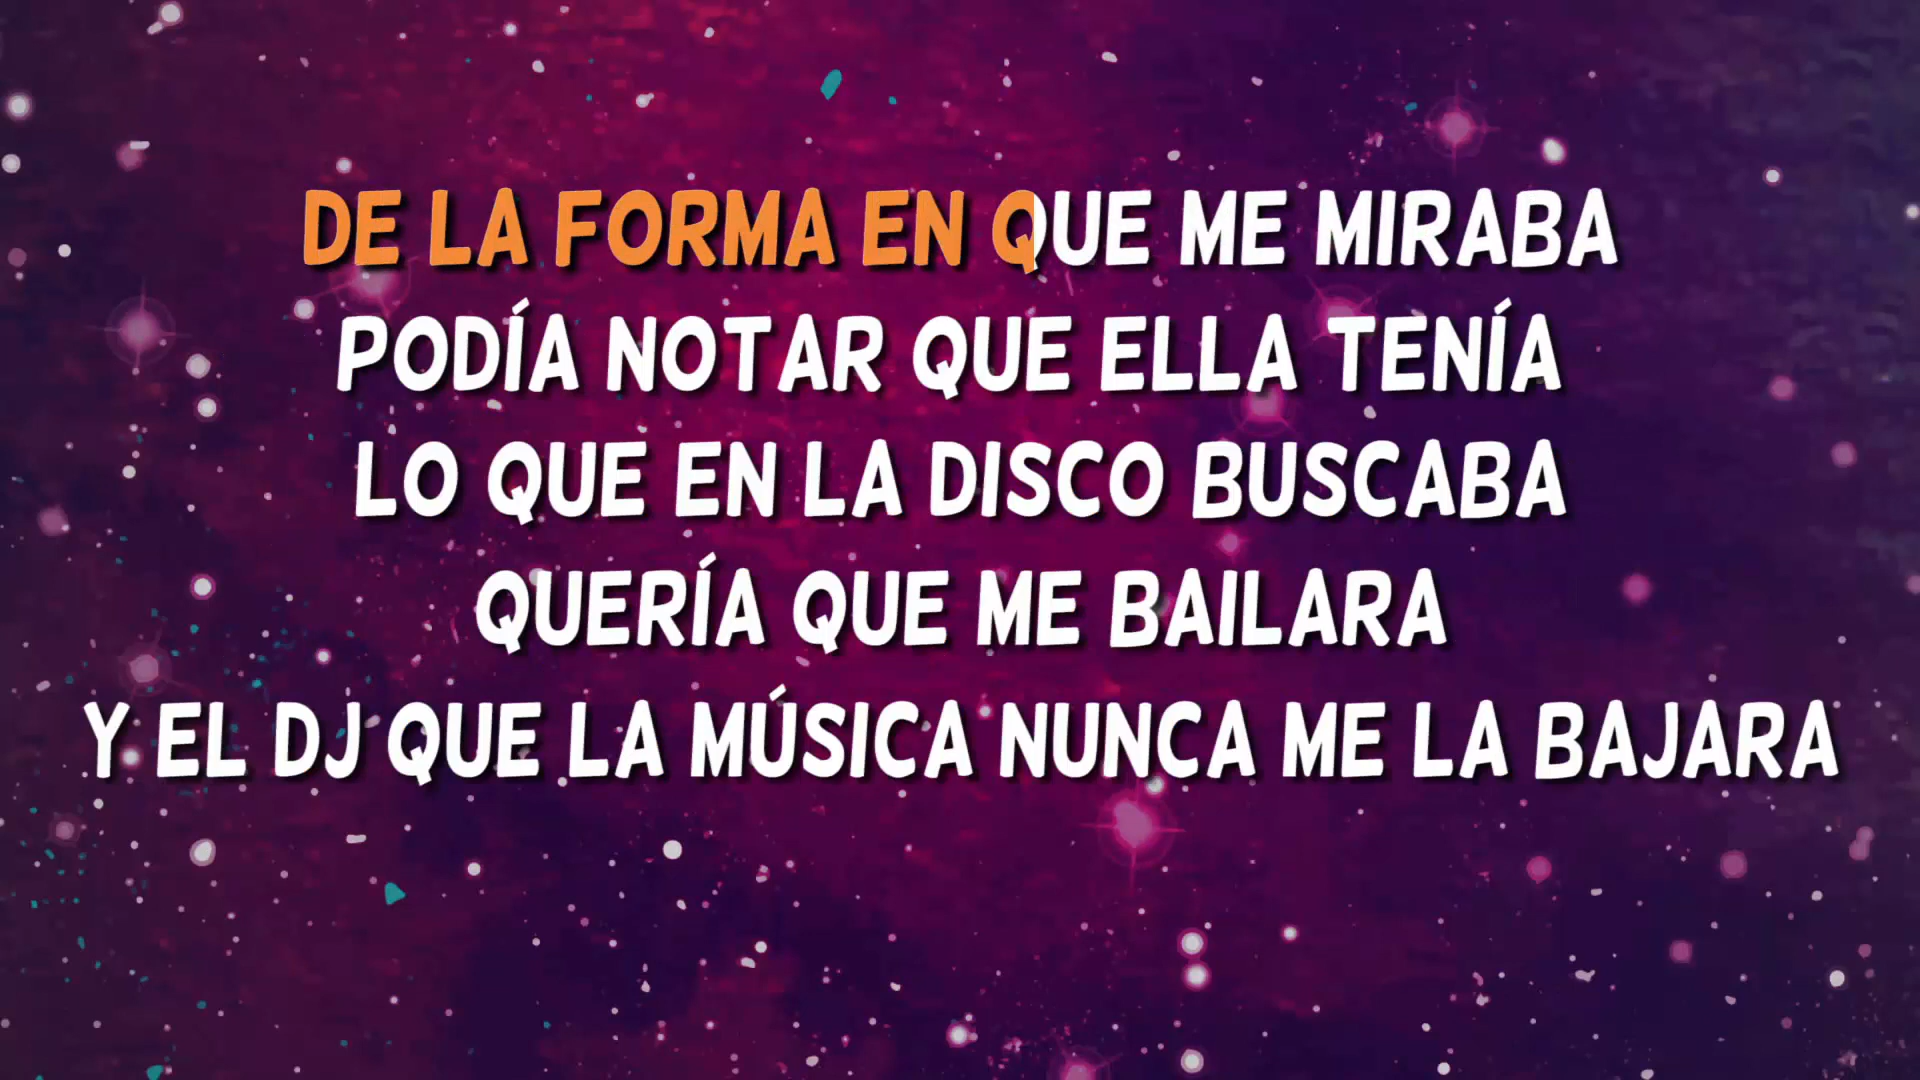 DE LA FORMA EN QUE ME MIRABA
PODÍA NOTAR QUE ELLA TENÍA
LO QUE EN LA DISCO BUSCABA
QUERÍA QUE ME BAILARA
Y EL DJ QUE LA MÚSICA NUNCA ME LA BAJARA